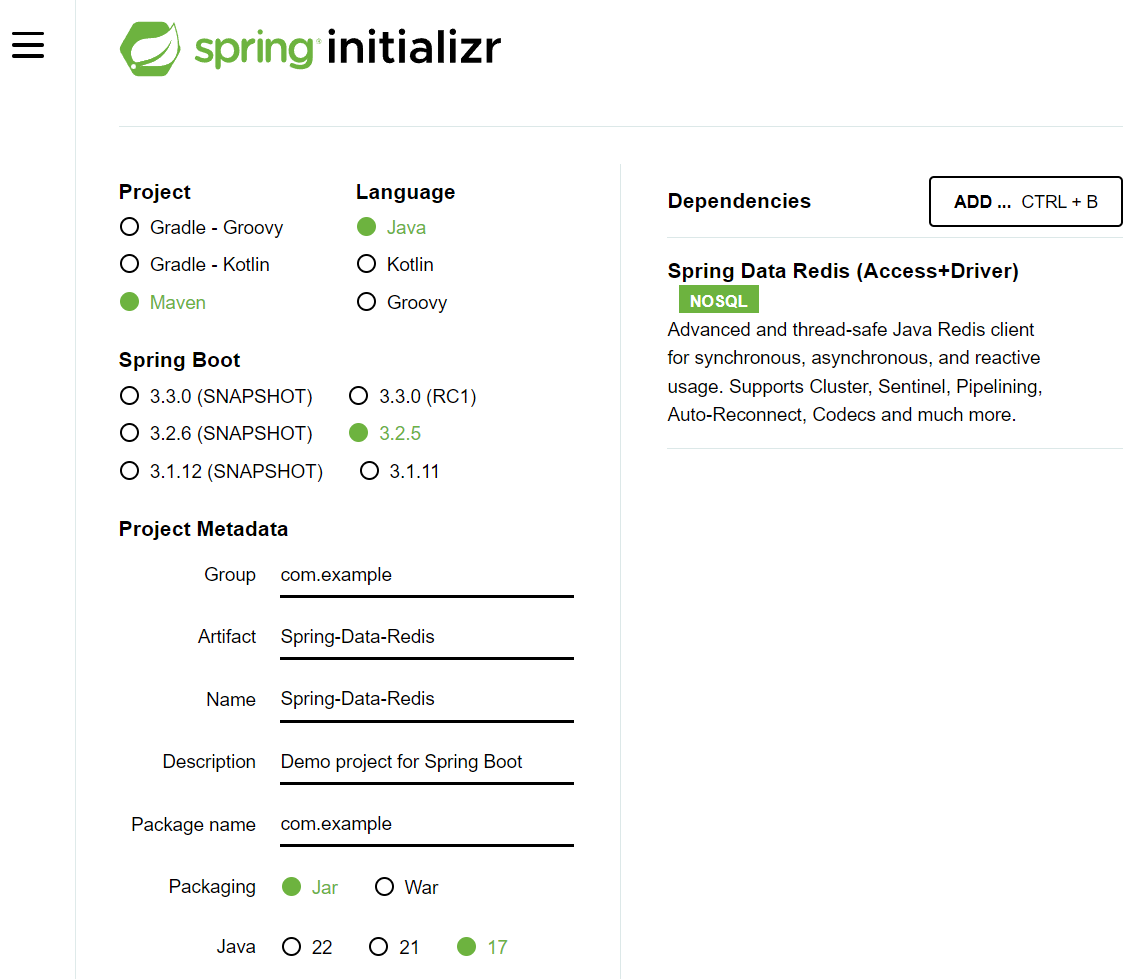 spring initializr
Project
Gradle - Groovy
Gradle - Kotlin
Maven
Language
Java
Kotlin
Groovy
Spring Boot
3.3.0 (SNAPSHOT) 3.3.0 (RC1)
3.2.6 (SNAPSHOT) 3.2.5
3.1.12 (SNAPSHOT) 3.1.11
Project Metadata
Group com.example
Artifact Spring-Data-Redis
Name Spring-Data-Redis
Description Demo project for Spring Boot
Package name com.example
Packaging Jar War
Java 22 21 17
Dependencies
ADD ... CTRL + B
Spring Data Redis (Access+Driver)
NOSQL
Advanced and thread-safe Java Redis client
for synchronous, asynchronous, and reactive
usage. Supports Cluster, Sentinel, Pipelining,
Auto-Reconnect, Codecs and much more.